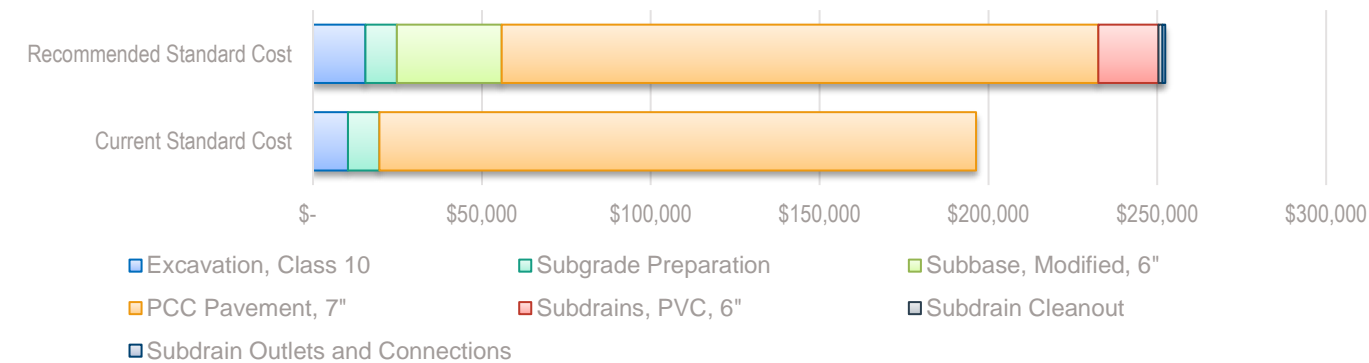 Recommended Standard Cost
Current Standard Cost
$- $50,000 $100,000 $150,000 $200,000 $250,000 $300,000
Excavation, Class 10 Subgrade Preparation Subbase, Modified, 6"
PCC Pavement, 7" Subdrains, PVC, 6" Subdrain Cleanout
Subdrain Outlets and Connections